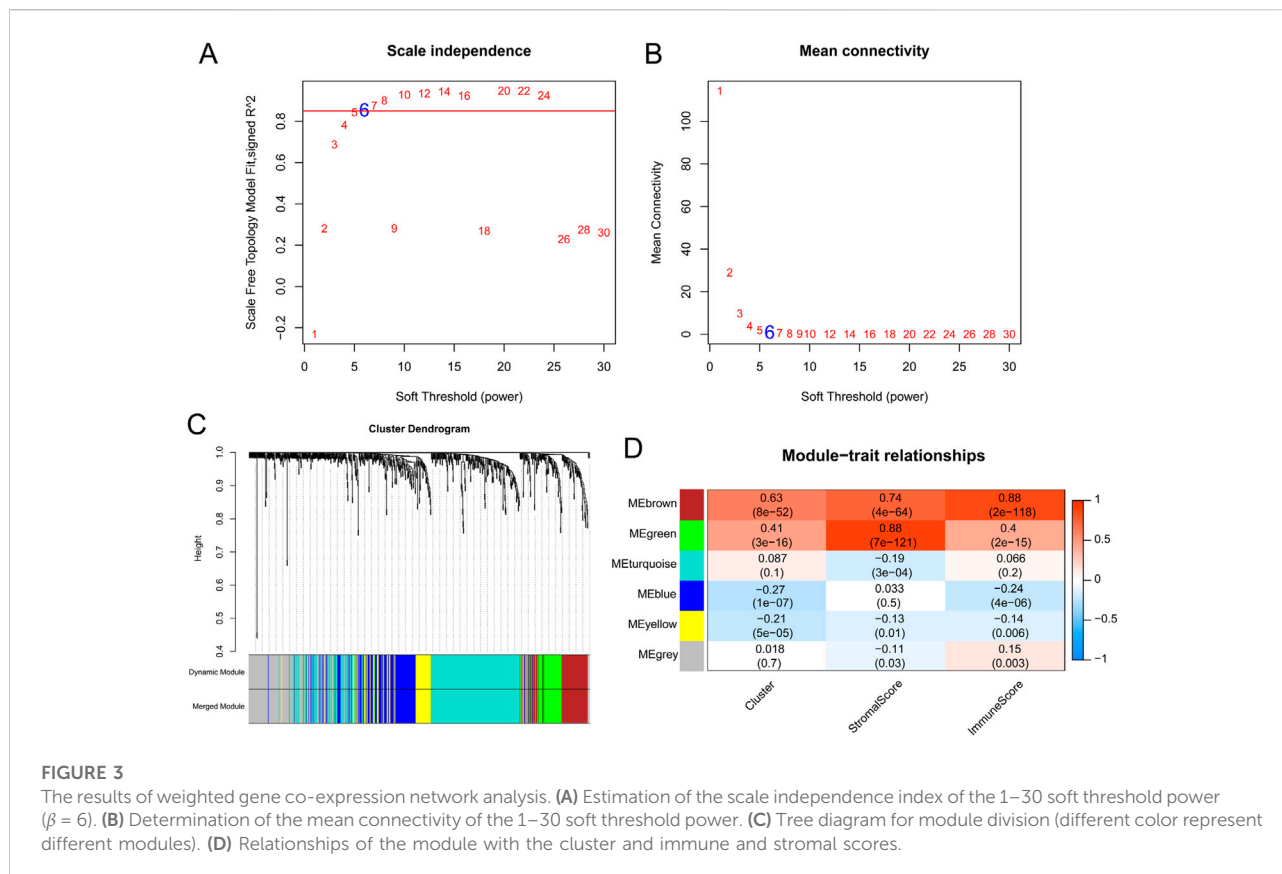 A
Scale independence
Scale Free Topology Model Fit,signed R^2
0.8
0.6
0.4
0.2
0.0
−0.2
1
2
3
4
5
6
7
8
9
10
12
14
16
18
20
22
24
26
28
30
0 5 10 15 20 25 30
Soft Threshold (power)
B
Mean connectivity
Mean Connectivity
100
80
60
40
20
0
1
2
3
4
5
6
7
8
9
10
12
14
16
18
20
22
24
26
28
30
0 5 10 15 20 25 30
Soft Threshold (power)
C
Cluster Dendrogram
Height
1.0
0.9
0.8
0.7
0.6
0.5
0.4
Dynamic Module
Merged Module
D
Module−trait relationships
MEbrown 0.63 0.74 0.88
(8e−52) (4e−64) (2e−118)
MEgreen 0.41 0.88 0.4
(3e−16) (7e−121) (2e−15)
MEturquoise 0.087 −0.19 0.066
(0.1) (3e−04) (0.2)
MEblue −0.27 0.033 −0.24
(1e−07) (0.5) (4e−06)
MEyellow −0.21 −0.13 −0.14
(5e−05) (0.01) (0.006)
MEgrey 0.018 −0.11 0.15
(0.7) (0.03) (0.003)
Cluster
StromalScore
ImmuneScore
1
0.5
0
−0.5
−1
FIGURE 3
The results of weighted gene co-expression network analysis. (A) Estimation of the scale independence index of the 1–30 soft threshold power
(β = 6). (B) Determination of the mean connectivity of the 1–30 soft threshold power. (C) Tree diagram for module division (different color represent
different modules). (D) Relationships of the module with the cluster and immune and stromal scores.